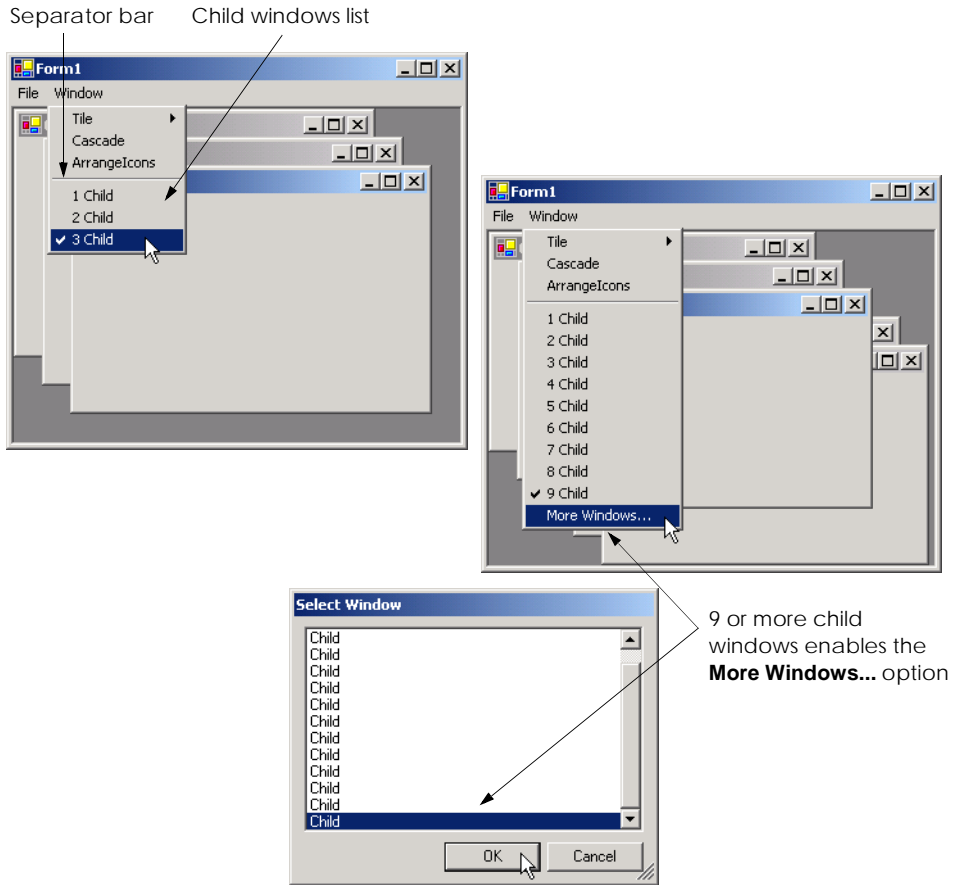 Separator bar
Child windows list
Form1
File Window
Tile
Cascade
ArrangeIcons
1 Child
2 Child
3 Child
Form1
File Window
Tile
Cascade
ArrangeIcons
1 Child
2 Child
3 Child
4 Child
5 Child
6 Child
7 Child
8 Child
9 Child
More Windows...
9 or more child
windows enables the
More Windows... option
Select Window
Child
Child
Child
Child
Child
Child
Child
Child
Child
Child
Child
Child
OK
Cancel